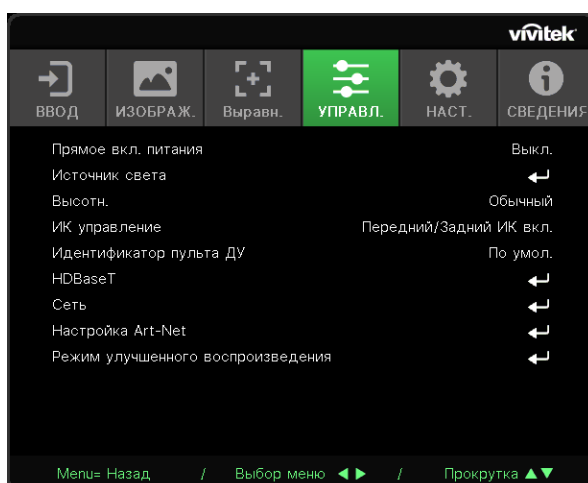 vivitek
ВВОД ИЗОБРАЖ. Выравн. УПРАВЛ. НАСТ. СВЕДЕНИЯ
Прямое вкл. питания Выкл.
Источник света
Высотн. Обычный
ИК управление Передний/Задний ИК вкл.
Идентификатор пульта ДУ По умол.
HDBaseT
Сеть
Настройка Art-Net
Режим улучшенного воспроизведения
Menu= Назад / Выбор меню ◀ ▶ / Прокрутка ▲▼